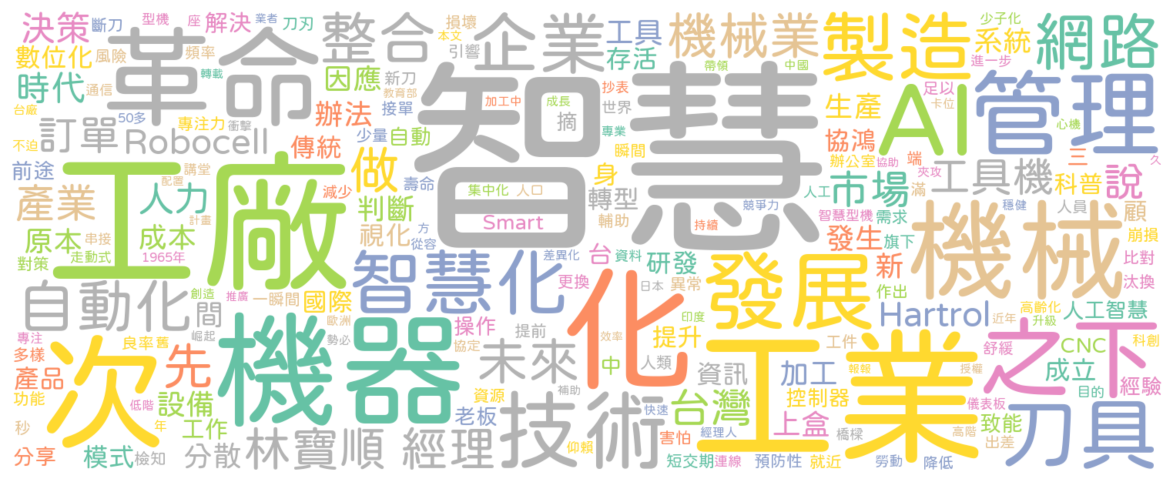 決策
斷刀
型機
座
解決
業者
刀刃
整合
損壞
本文
引響
企業
工具
存活
機械業
製造
少子化
系統
進一步
網路
數位化
風險
頻率
轉載
革命
因應
新刀
教育部
接單
抄表
帶領
中國
時代
通信
智慧
加工中
成長
摘
世界
足以
卡位
AI
管理
台廠
50多
專注力
衝擊
辦法
少量
自動
專業
生產
協鴻
心橋
訂單
Robocell
傳統
瞬間
辦公室
協助
端
夾攻
三
久
不迫
前途
工廠
講堂
配置
計畫
減少
做
壽命
集中化
人口
身
轉型
人工
市場
滿
工具機
科普
說
產業
人力
判斷
Smart
輔助
持續
競爭力
智慧型機
需求
穩健
人員
顧
原本
串接
成本
視化
方
從容
台
資料
發生
旗下
機械
崩損
對策
走動式
1965年
智慧化
差異化
更換
研發
發展
新
比對
汰換
自動化
創造
推廣
一瞬間
國際
間
化
日本
異常
作出
高齡化
升級
人工智慧
歐洲
勢必
崛起
操作
提前
印度
提升
Hartrol
近年
專注
良率
舊
機器
協定
效率
工件
工業
之下
CNC
科創
多樣
次
先
未來
中
人類
舒緩
成立
產品
資訊
加工
報報
授權
目的
經驗
功能
低階
設備
資源
補助
台灣
控制器
儀表板
刀具
秒
年
工作
老板
技術
快速
上盒
橋樑
致能
高階
出差
分享
模式
檢知
分散
林寶順
經理
仰賴
害怕
經理人
短交期
連線
預防性
就近
勞動
降低